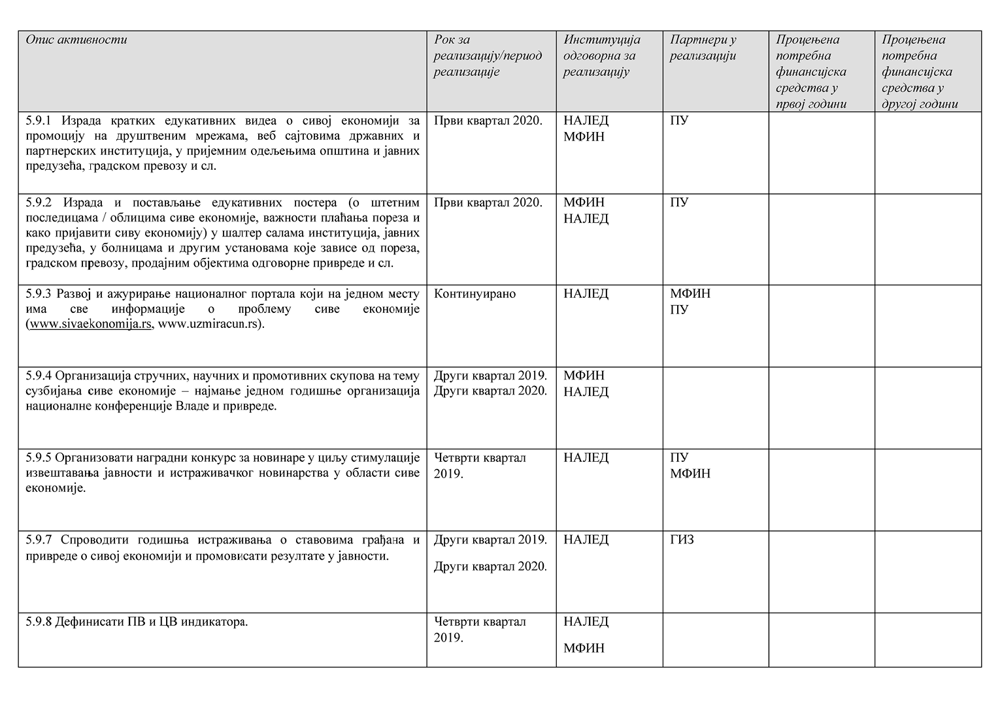 Опис активности
Рок за
реализацију/период
реализације
Институција
одговорна за
реализацију
Партнери у
реализацији
Процењена
потребна
финансијска
средства у
првој години
Процењена
потребна
финансијска
средства у
другој години
5.9.1 Израда кратких едукативних видеа о сивој економији за
промоцију на друштвеним мрежама, веб сајтовима државних и
партнерских институција, у пријемним одељењима општина и јавних
предузећа, градском превозу и сл.
Први квартал 2020.
НАЛЕД
МФИН
ПУ
5.9.2 Израда и постављање едукативних постера (о штетним
последицама / облицима сиве економије, важности плаћања пореза и
како пријавити сиву економију) у шалтер салама институција, јавних
предузећа, у болницама и другим установама које зависе од пореза,
градском превозу, продајним објектима одговорне привреде и сл.
Први квартал 2020.
МФИН
НАЛЕД
ПУ
5.9.3 Развој и ажурирање националног портала који на једном месту
има све информације о проблему сиве економије
(www.sivaekonomija.rs, www.uzmiracun.rs).
Континуирано
НАЛЕД
МФИН
ПУ
5.9.4 Организација стручних, научних и промотивних скупова на тему
сузбијања сиве економије – најмање једном годишње организација
националне конференције Владе и привреде.
Други квартал 2019.
Други квартал 2020.
МФИН
НАЛЕД
5.9.5 Организовати наградни конкурс за новинаре у циљу стимулације
извештавања јавности и истраживачког новинарства у области сиве
економије.
Четврти квартал
2019.
НАЛЕД
ПУ
МФИН
5.9.7 Спроводити годишња истраживања о ставовима грађана и
привреде о сивој економији и промовисати резултате у јавности.
Други квартал 2019.
Други квартал 2020.
НАЛЕД
ГИЗ
5.9.8 Дефинисати ПВ и ЦВ индикатора.
Четврти квартал
2019.
НАЛЕД
МФИН